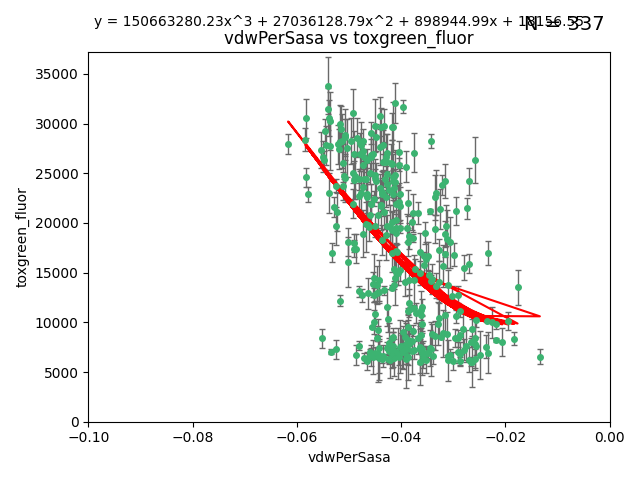 y = 150663280.23x^3 + 27036128.79x^2 + 898944.99x +
N = 337
vdwPerSasa vs toxgreen_fluor
35000
30000
25000
20000
15000
10000
5000
0
toxgreen_fluor
−0.10
−0.08
−0.06
−0.04
−0.02
0.00
vdwPerSasa